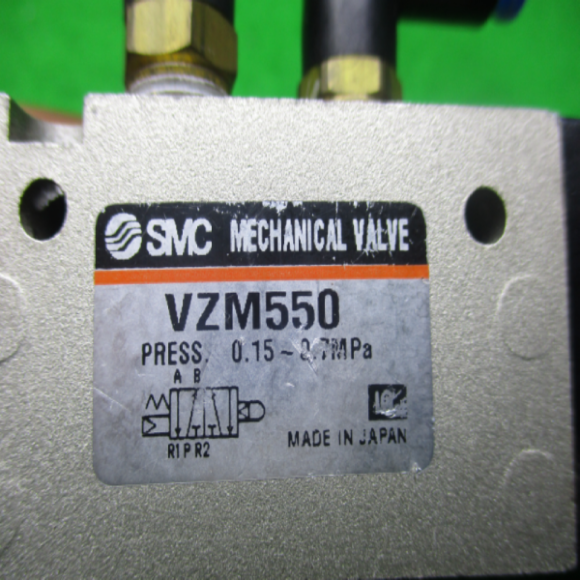 SMC MECHANICAL VALVE
VZM550
PRESS. 0.15~0.7MPa
A B
R1 P R2
MADE IN JAPAN